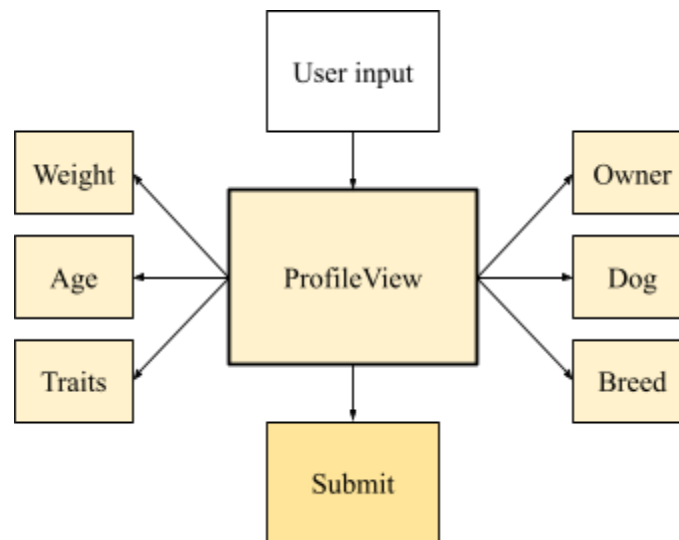 User input
Weight
Owner
ProfileView
Age
Dog
Traits
Breed
Submit